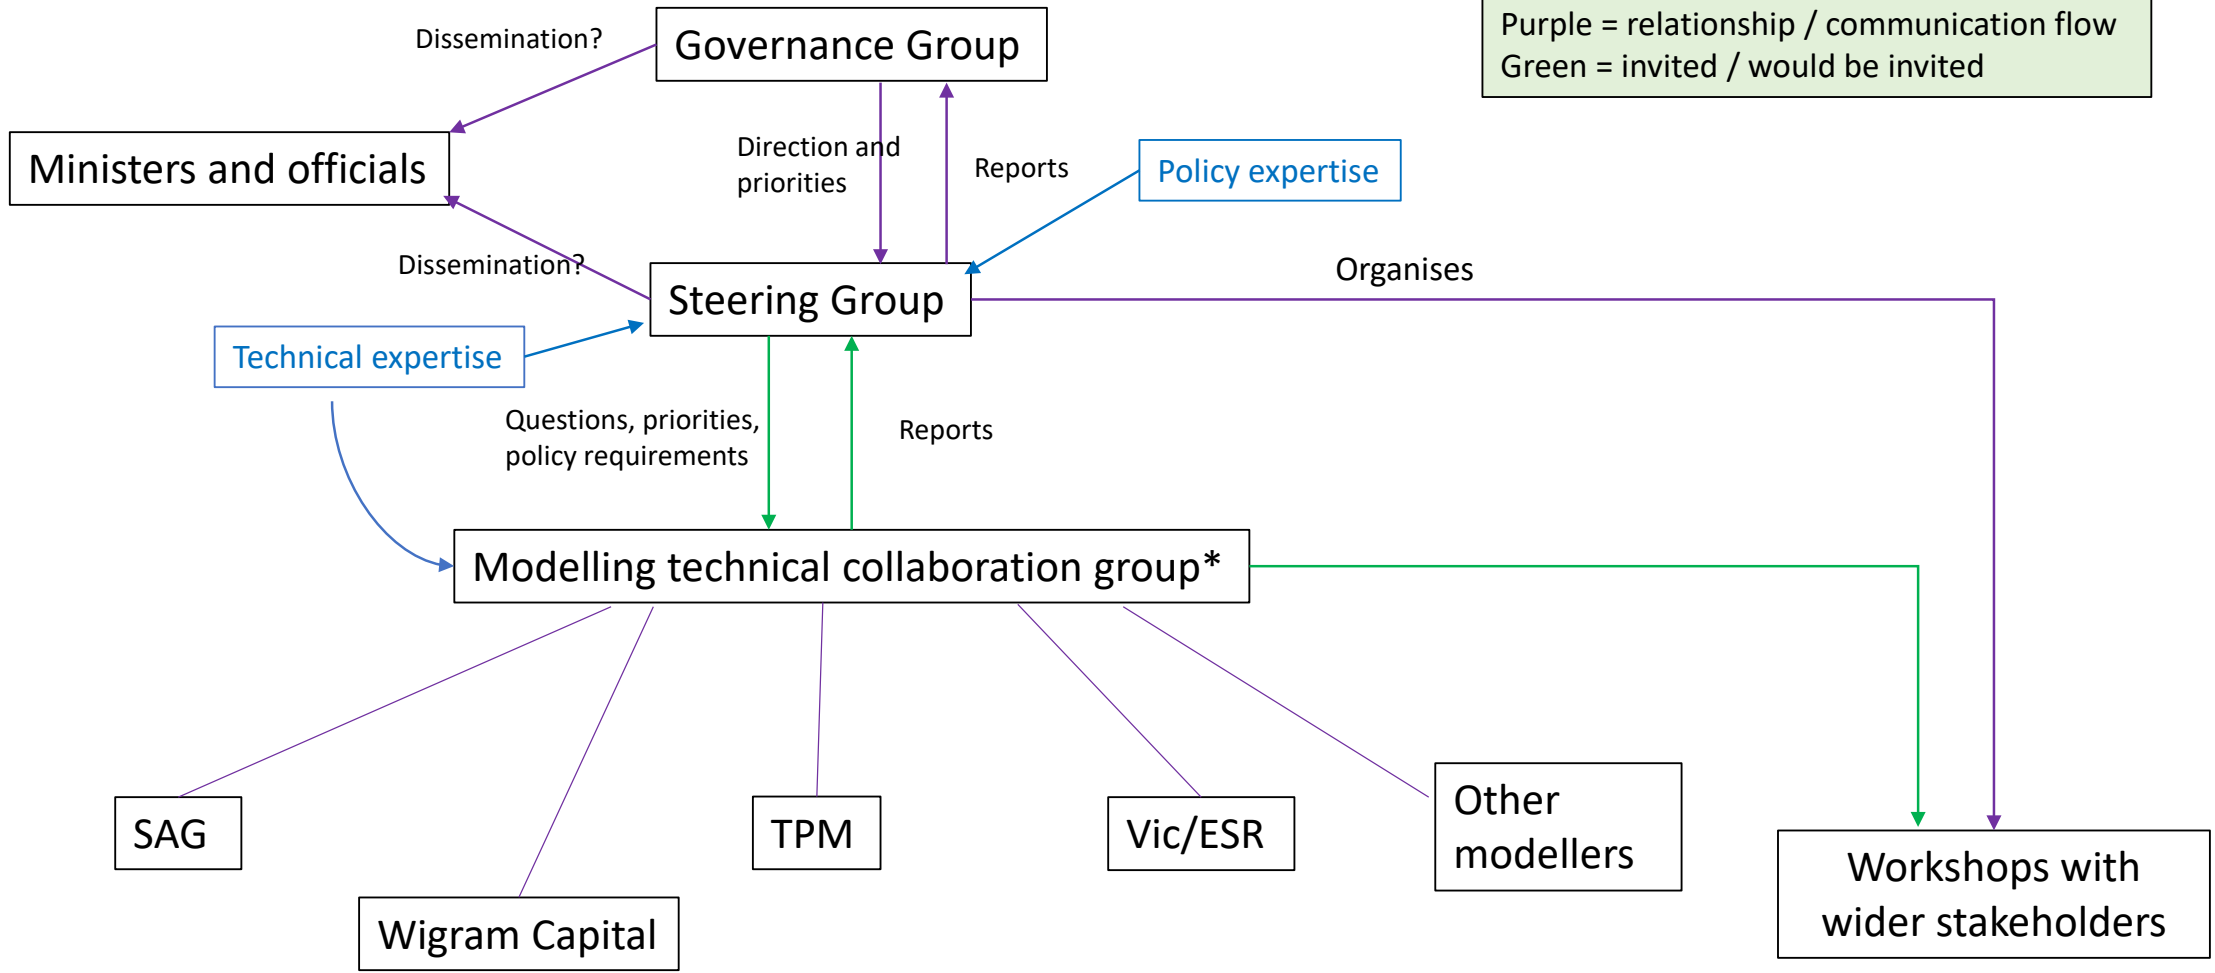 Purple = relationship / communication flow
Green = invited / would be invited
Dissemination?
Governance Group
Ministers and officials
Direction and
priorities
Reports
Policy expertise
Dissemination?
Steering Group
Organises
Technical expertise
Questions, priorities,
policy requirements
Reports
Modelling technical collaboration group*
SAG
Wigram Capital
TPM
Vic/ESR
Other
modellers
Workshops with
wider stakeholders